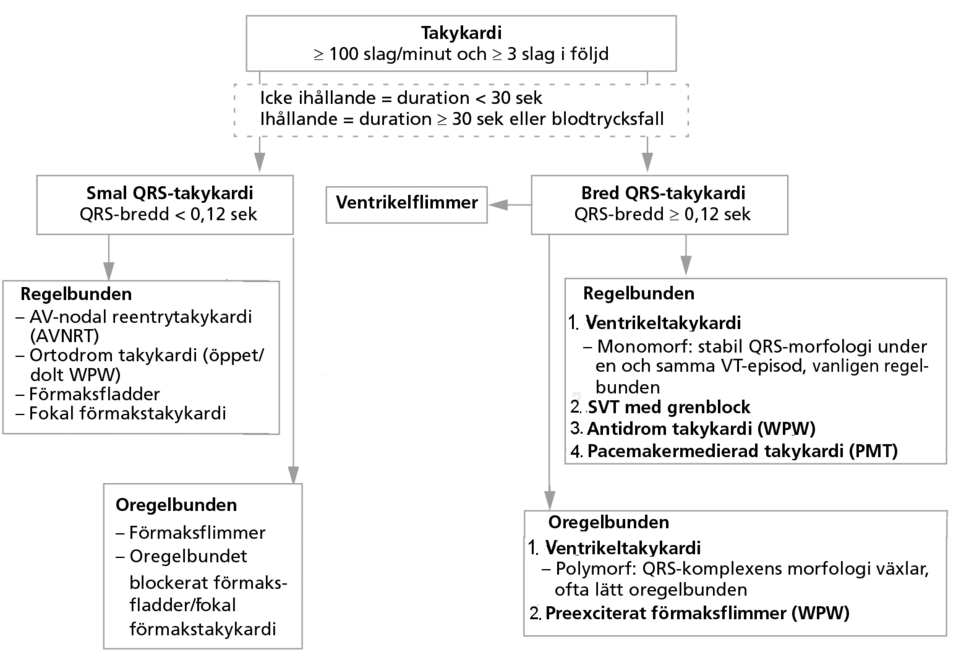 Takykardi
≥ 100 slag/minut och ≥ 3 slag i följd
Icke ihållande = duration < 30 sek
Ihållande = duration ≥ 30 sek eller blodtrycksfall
Smal QRS-takykardi
QRS-bredd < 0,12 sek
Ventrikelflimmer
Bred QRS-takykardi
QRS-bredd ≥ 0,12 sek
Regelbunden
– AV-nodal reentrytakykardi
(AVNRT)
– Ortodrom takykardi (öppet/
dolt WPW)
– Förmaksfladder
– Fokal förmakstakykardi
Regelbunden
1. Ventrikeltakykardi
– Monomorf: stabil QRS-morfologi under
en och samma VT-episod, vanligen regel-
bunden
2. SVT med grenblock
3. Antidrom takykardi (WPW)
4. Pacemakermedierad takykardi (PMT)
Oregelbunden
– Förmaksflimmer
– Oregelbundet
blockerat förmaks-
fladder/fokal
förmakstakykardi
Oregelbunden
1. Ventrikeltakykardi
– Polymorf: QRS-komplexens morfologi växlar,
ofta lätt oregelbunden
2. Preexciterat förmaksflimmer (WPW)